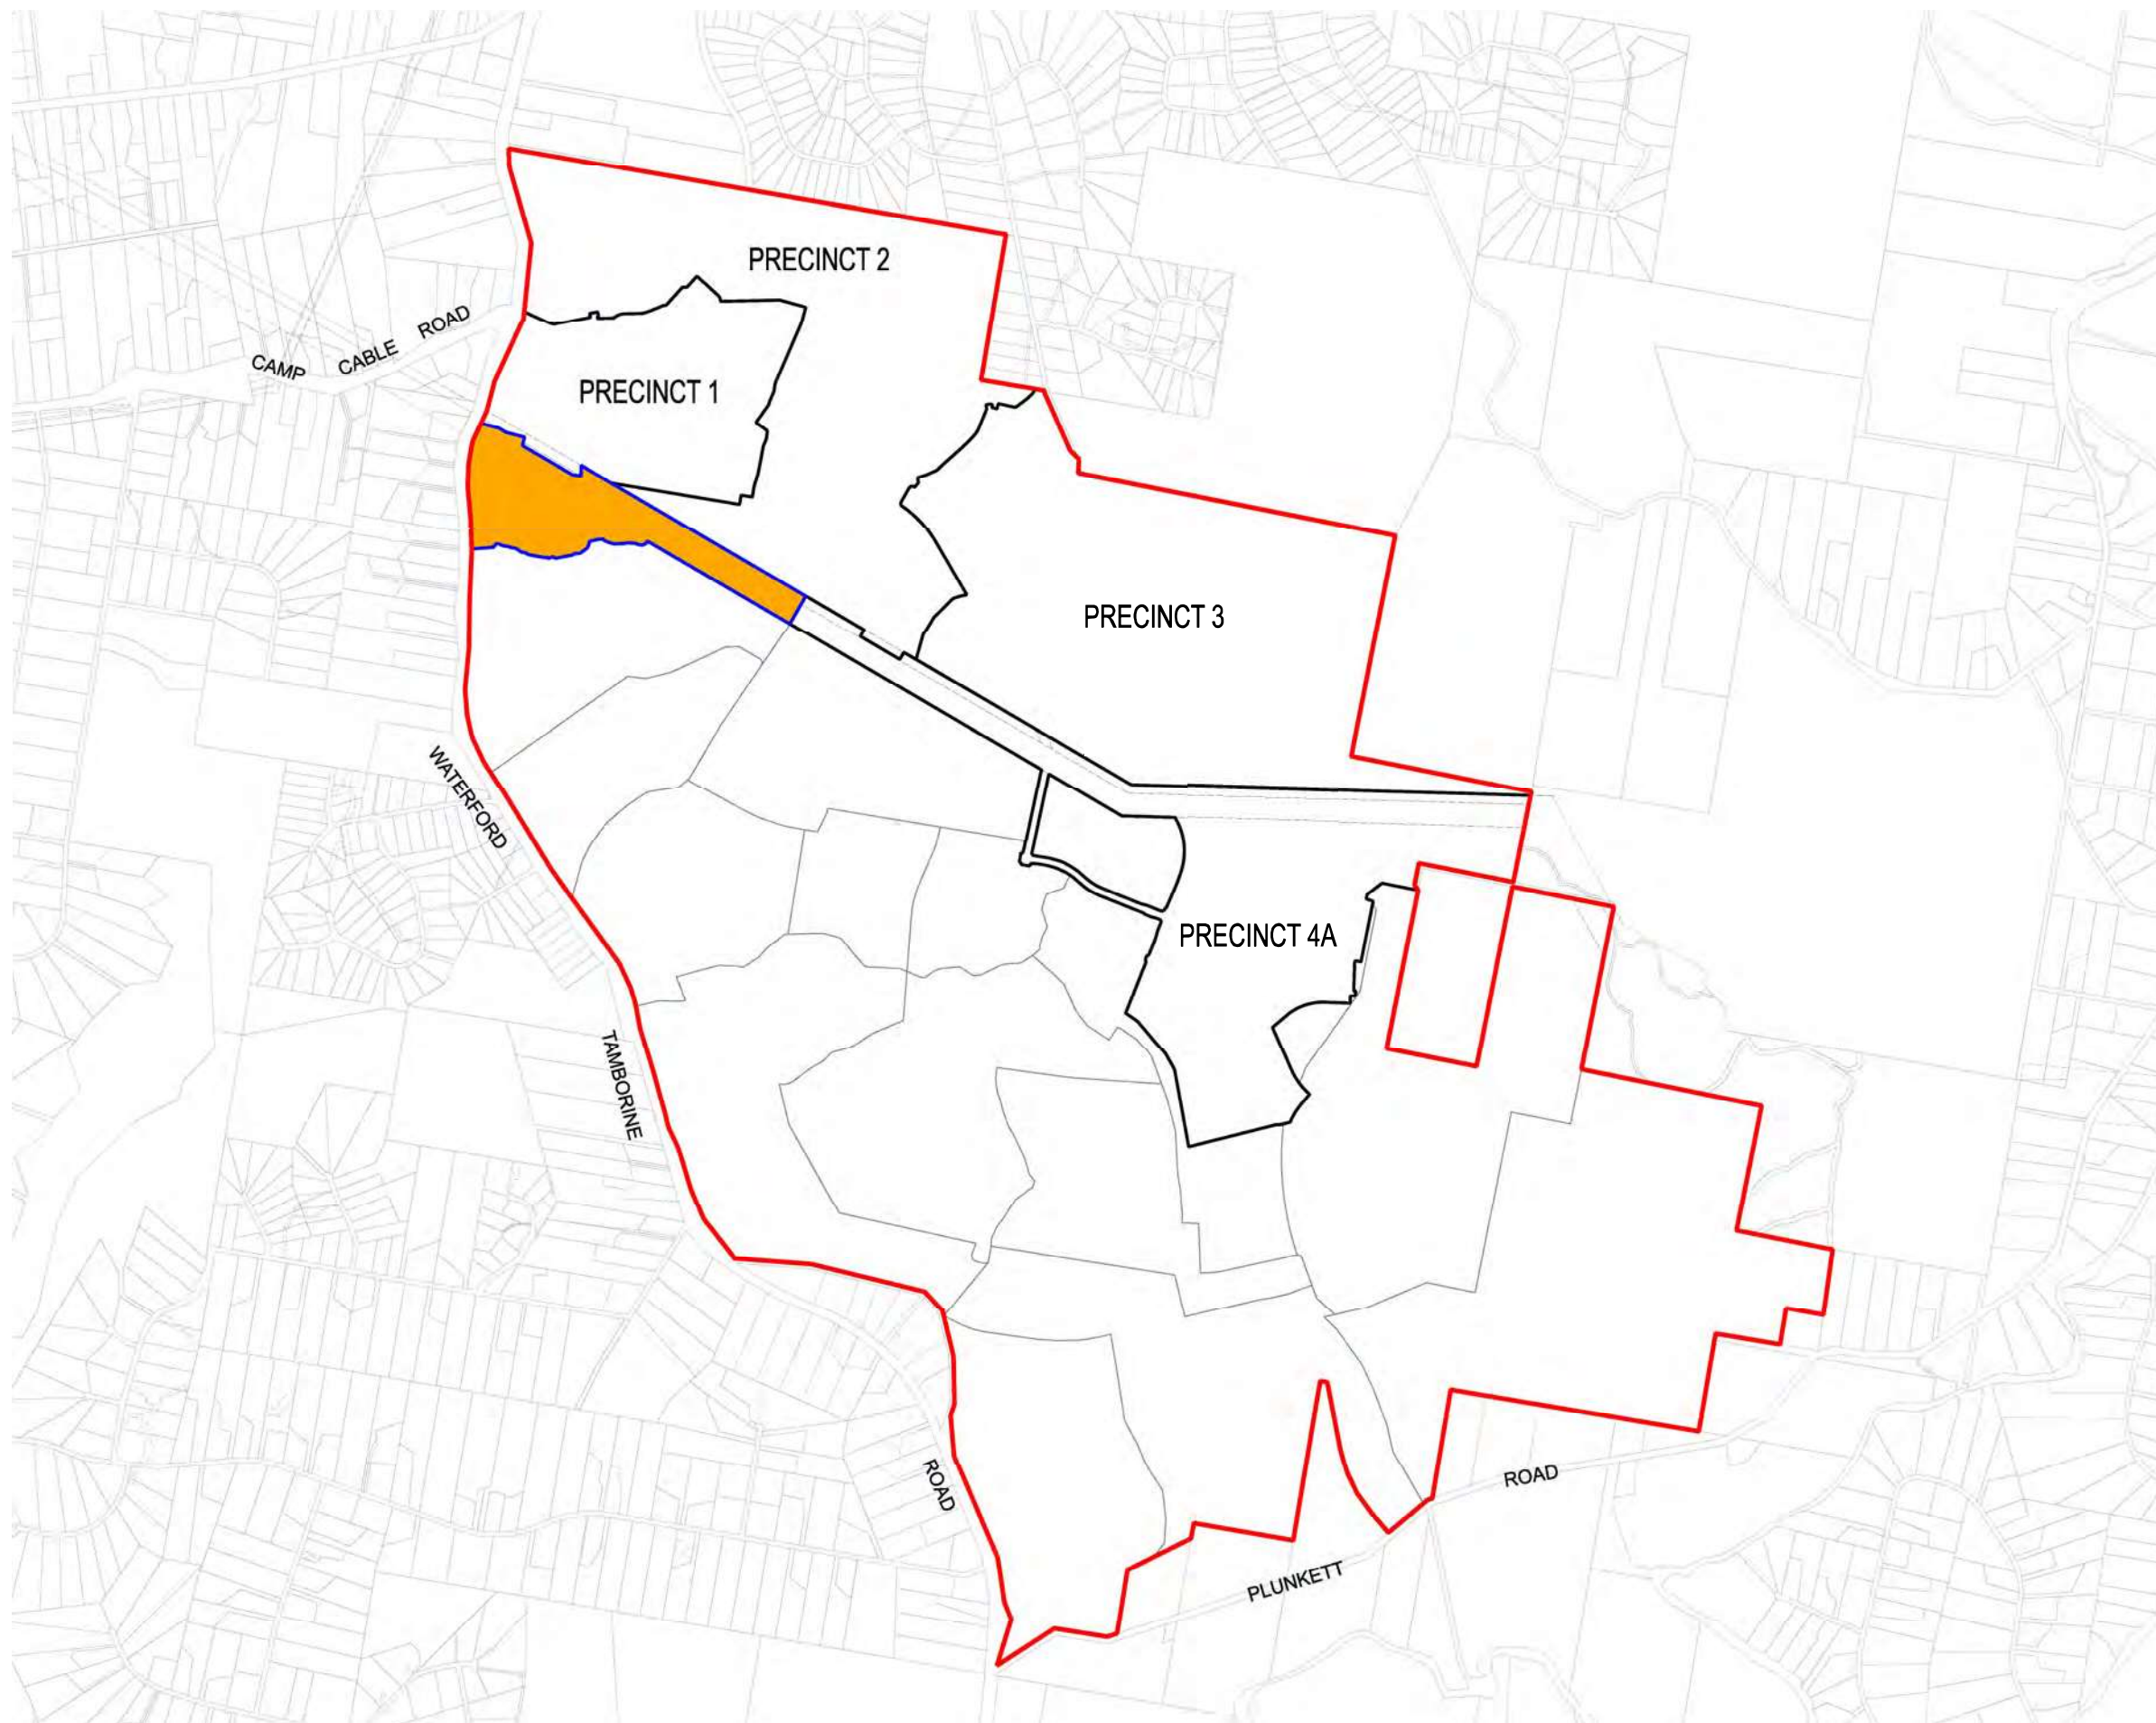 PRECINCT 2
CAMP CABLE ROAD
PRECINCT 1
PRECINCT 3
WATERFORD
TAMBORINE
ROAD
PRECINCT 4A
PLUNKETT
ROAD